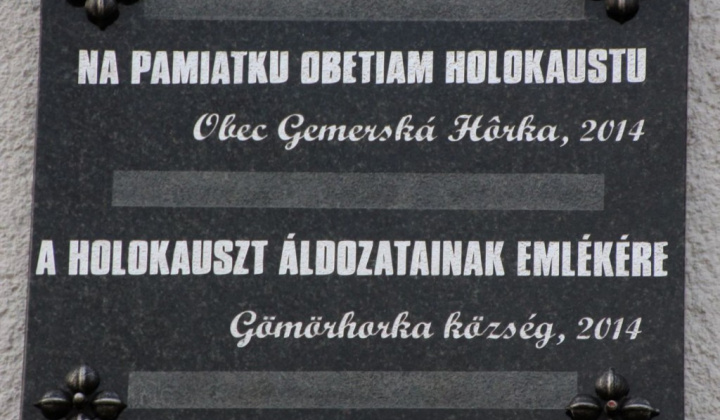 NA PAMIATKU OBETIAM HOLOKAUSTU
Obec Gemerská Hôrka, 2014
A HOLOKAUSZT ÁLDOZATAINAK EMLÉKÉRE
Gömörhorka község, 2014